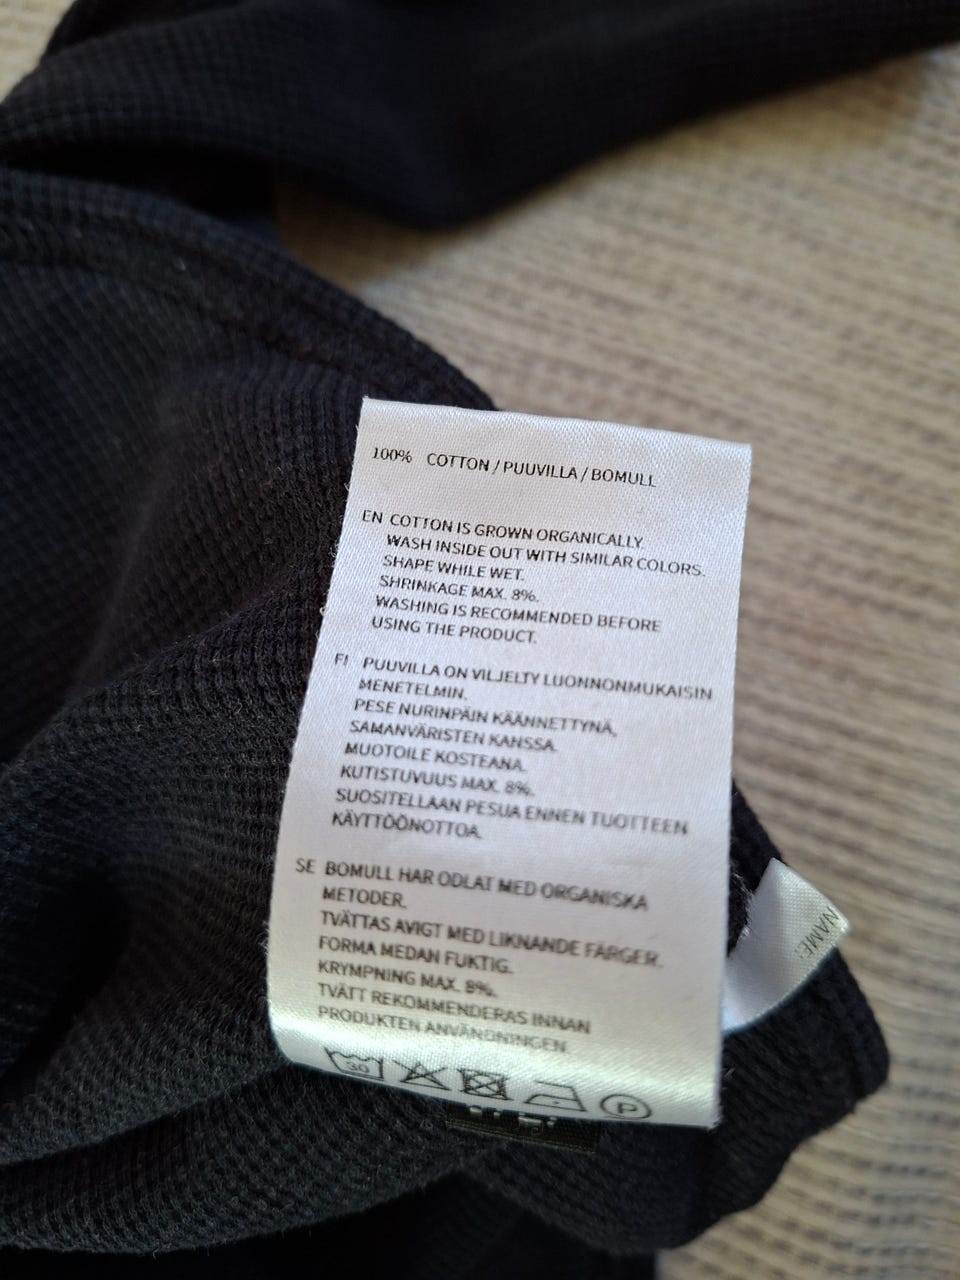 100% COTTON / PUUVILLA / BOMULL
EN COTTON IS GROWN ORGANICALLY.
WASH INSIDE OUT WITH SIMILAR COLORS.
SHAPE WHILE WET.
SHRINKAGE MAX. 8%.
WASHING IS RECOMMENDED BEFORE
USING THE PRODUCT.
FI PUUVILLA ON VILJELTY LUONNONMUKAISIN
MENETELMIN.
PESE NURINPÄIN KÄÄNNETTYNÄ,
SAMANVÄRISTEN KANSSA.
MUOTOILE KOSTEANA.
KUTISTUVUUS MAX. 8%.
SUOSITELLAAN PESUA ENNEN TUOTTEEN
KÄYTTÖÖNOTTOA.
SE BOMULL HAR ODLAT MED ORGANISKA
METODER.
TVÄTTAS AVIGT MED LIKNANDE FÄRGER.
FORMA MEDAN FUKTIG.
KRYMPNING MAX. 8%.
TVÄTT REKOMMENDERAS INNAN
PRODUKTEN ANVÄNDNINGEN
30 P
NAME: